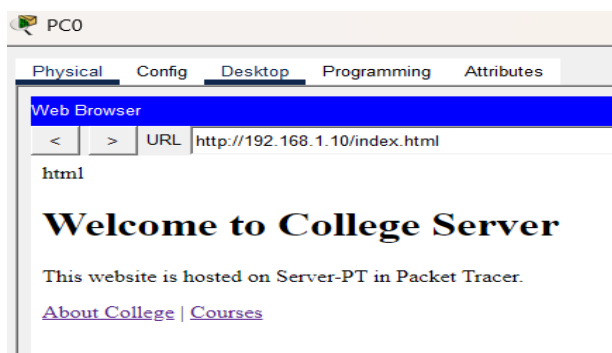 PC0
Physical Config Desktop Programming Attributes
Web Browser
< > URL http://192.168.1.10/index.html
html
Welcome to College Server
This website is hosted on Server-PT in Packet Tracer.
About College | Courses